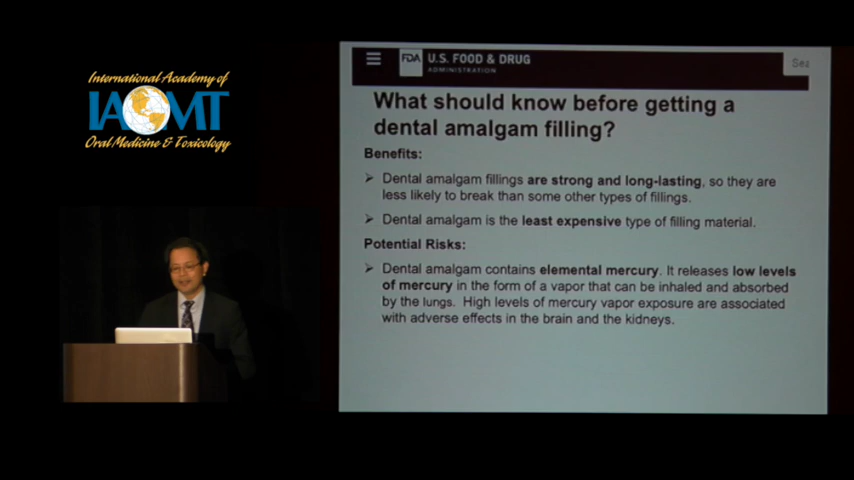 International Academy of
IAOMT
Oral Medicine & Toxicology
FDA U.S. FOOD & DRUG
ADMINISTRATION
Sea
What should know before getting a
dental amalgam filling?
Benefits:
➢ Dental amalgam fillings are strong and long-lasting, so they are
less likely to break than some other types of fillings.
➢ Dental amalgam is the least expensive type of filling material.
Potential Risks:
➢ Dental amalgam contains elemental mercury. It releases low levels
of mercury in the form of a vapor that can be inhaled and absorbed
by the lungs. High levels of mercury vapor exposure are associated
with adverse effects in the brain and the kidneys.